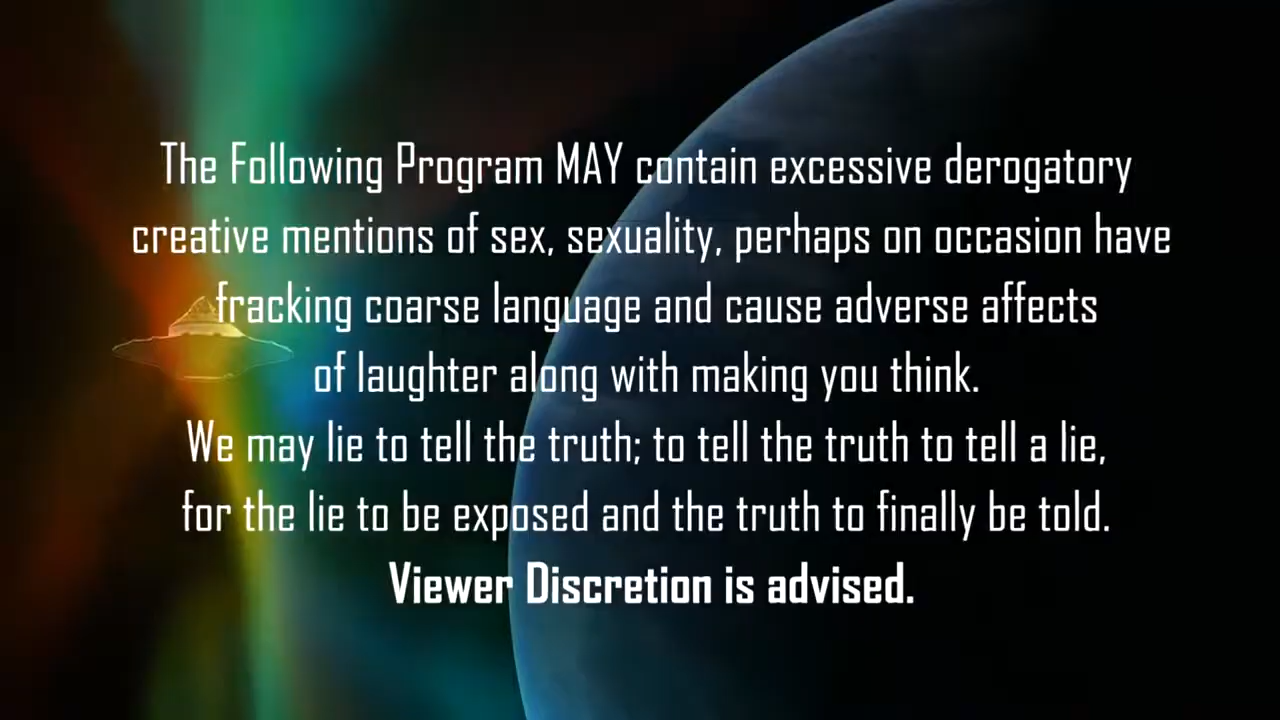 The Following Program MAY contain excessive derogatory
creative mentions of sex, sexuality, perhaps on occasion have
fracking coarse language and cause adverse affects
of laughter along with making you think.
We may lie to tell the truth; to tell the truth to tell a lie,
for the lie to be exposed and the truth to finally be told.
Viewer Discretion is advised.